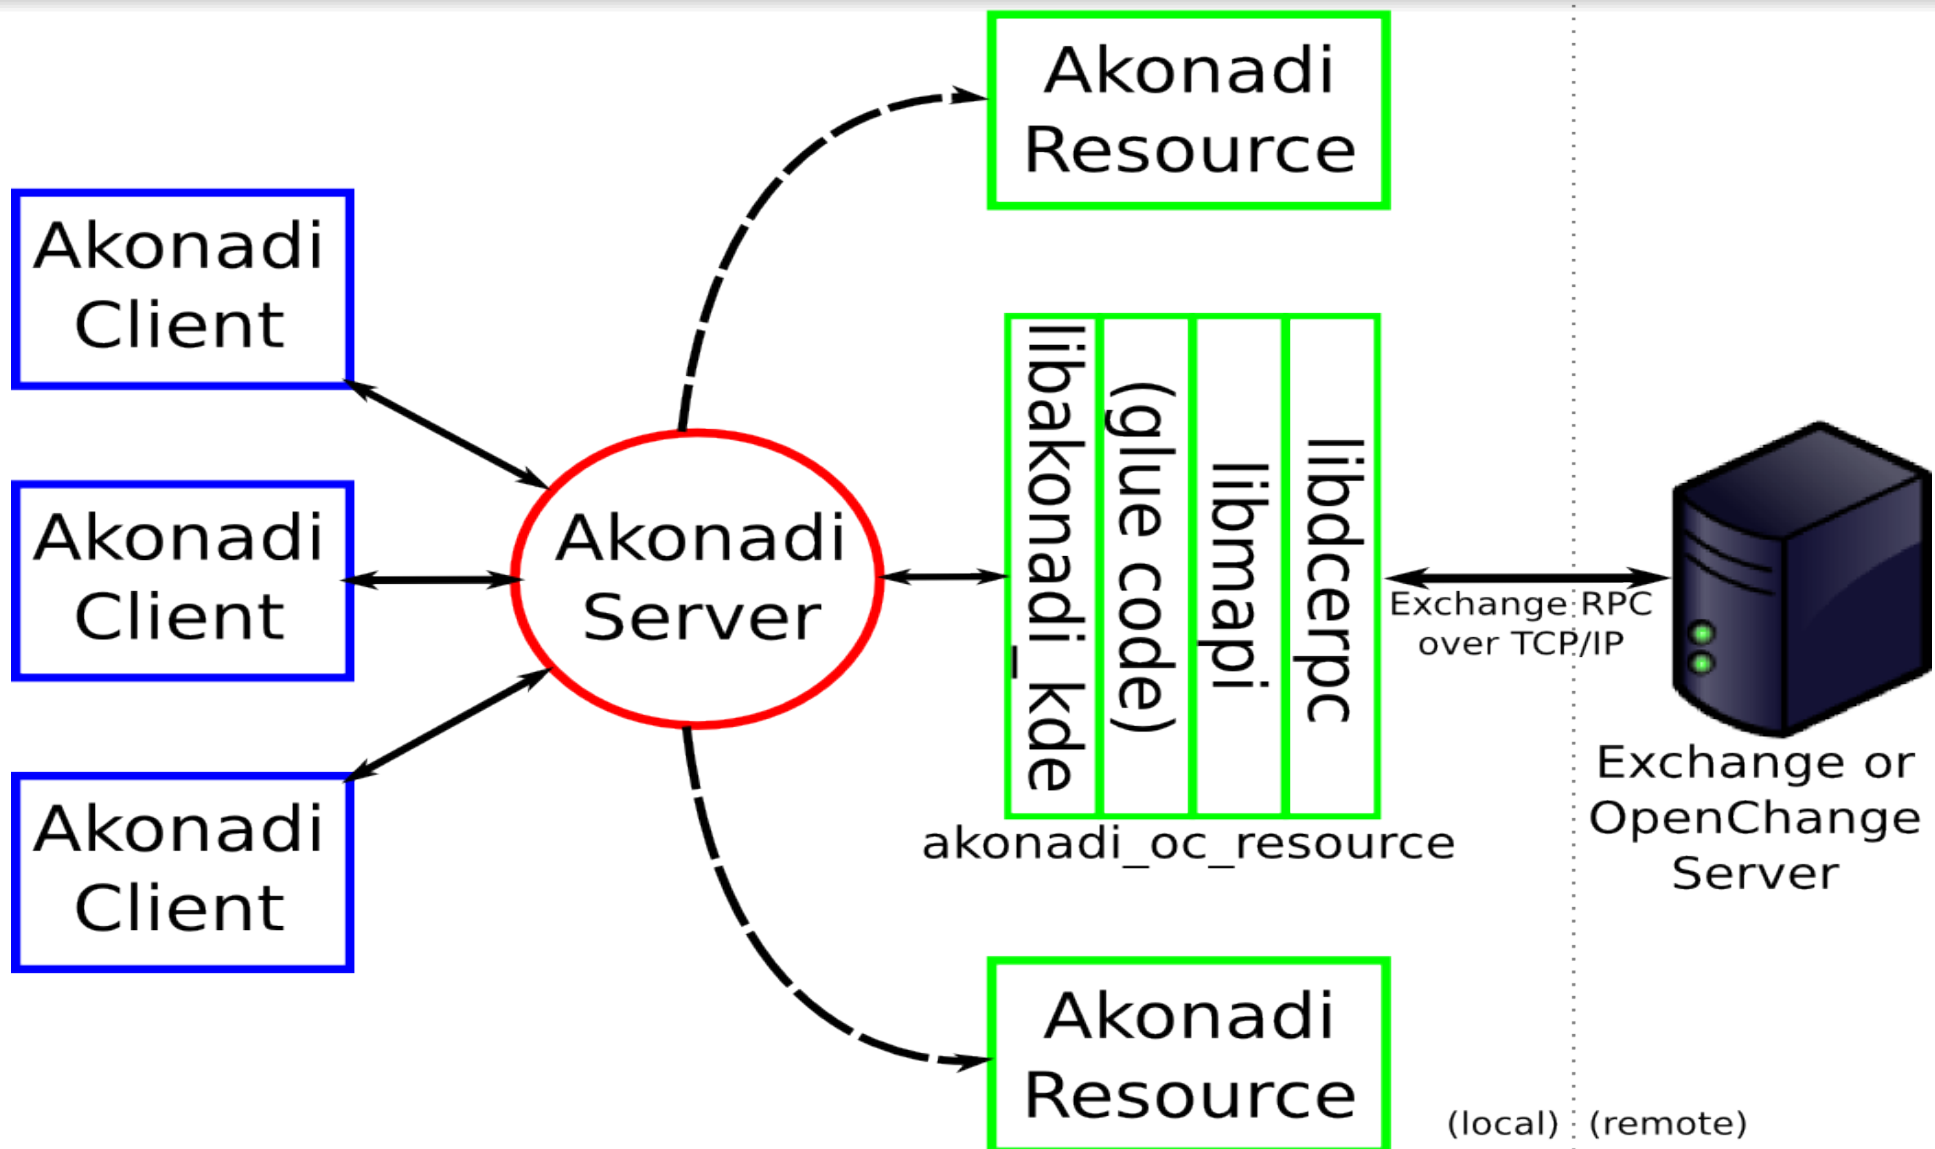 Akonadi
Resource
Akonadi
Client
Akonadi
Client
Akonadi
Client
Akonadi
Server
libakonadi_kde
(glue code)
libmapi
libdcerpc
akonadi_oc_resource
Exchange RPC
over TCP/IP
Exchange or
OpenChange
Server
Akonadi
Resource
(local)
(remote)